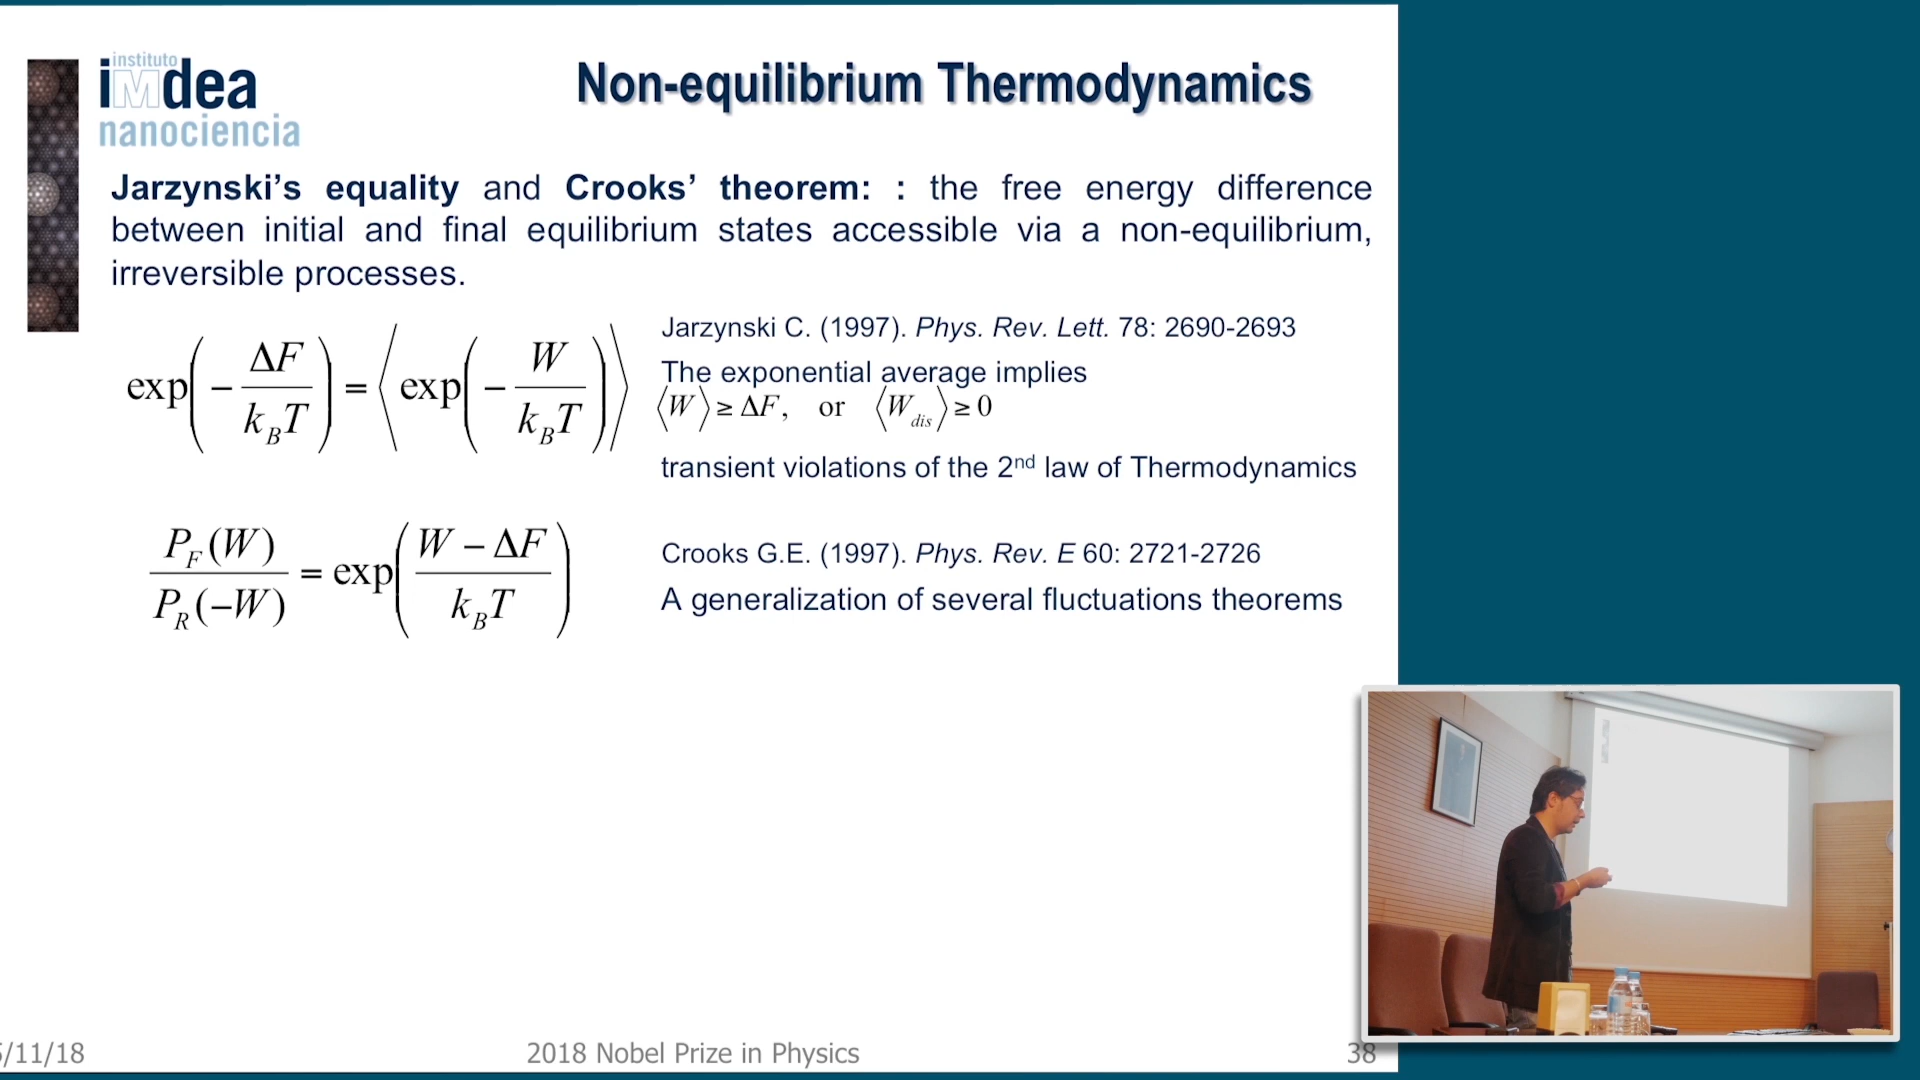 instituto
imdea
nanociencia
Non-equilibrium Thermodynamics
Jarzynski’s equality and Crooks’ theorem: : the free energy difference
between initial and final equilibrium states accessible via a non-equilibrium,
irreversible processes.
exp(− ΔF / k_B T) = ⟨exp(− W / k_B T)⟩
Jarzynski C. (1997). Phys. Rev. Lett. 78: 2690-2693
The exponential average implies
⟨W⟩ ≥ ΔF, or ⟨W_dis⟩ ≥ 0
transient violations of the 2nd law of Thermodynamics
P_F(W) / P_R(−W) = exp(W − ΔF / k_B T)
Crooks G.E. (1997). Phys. Rev. E 60: 2721-2726
A generalization of several fluctuations theorems
/11/18
2018 Nobel Prize in Physics
38